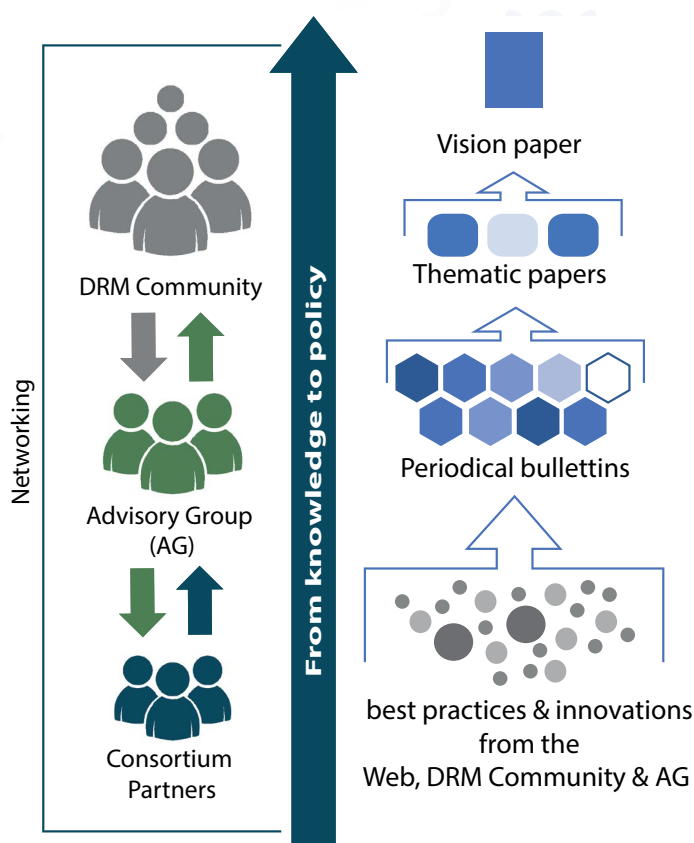 Networking
DRM Community
Advisory Group
(AG)
Consortium
Partners
From knowledge to policy
Vision paper
Thematic papers
Periodical bullettins
best practices & innovations
from the
Web, DRM Community & AG